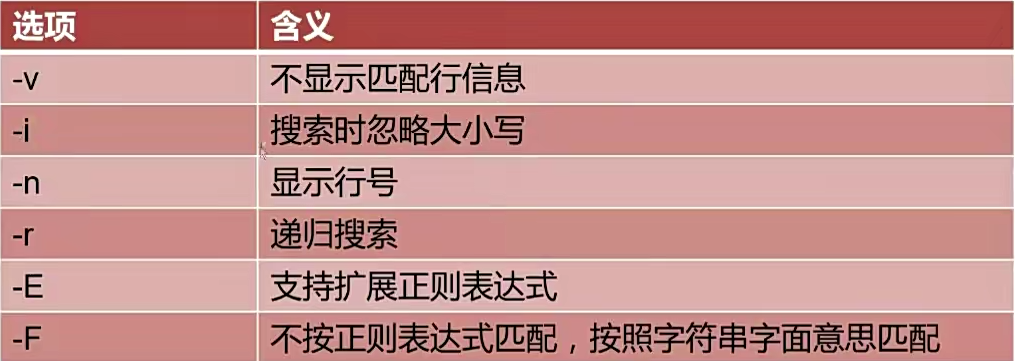 选项 含义
-v 不显示匹配行信息
-i 搜索时忽略大小写
-n 显示行号
-r 递归搜索
-E 支持扩展正则表达式
-F 不按正则表达式匹配，按照字符串字面意思匹配